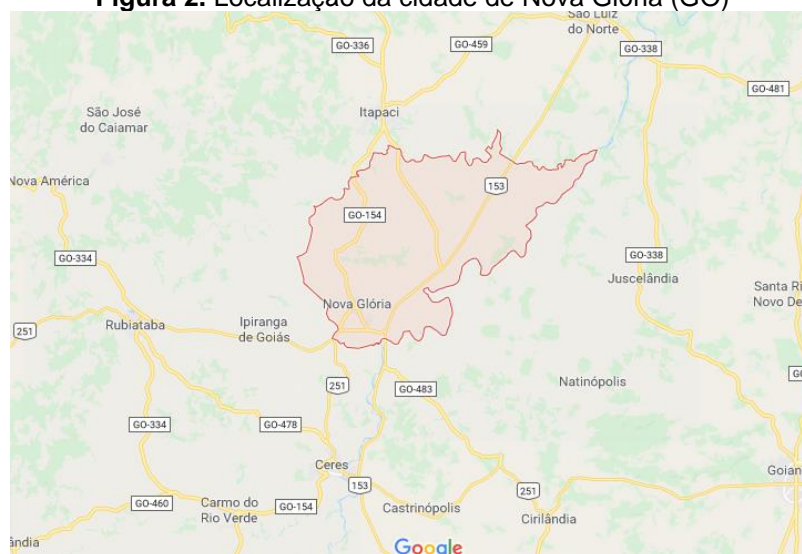 Figura 2. Localização da cidade de Nova Glória (GO)
São Luiz
do Norte
GO-336
GO-459
GO-338
GO-481
São José
do Caiamar
Itapaci
Nova América
153
GO-154
GO-334
GO-338
Juscelândia
Nova Glória
Ipiranga
de Goiás
251
Rubiataba
251
GO-483
Natinópolis
GO-334
GO-478
Ceres
153
251
GO-460
Carmo do
Rio Verde
GO-154
Castrinópolis
Cirilândia
Google